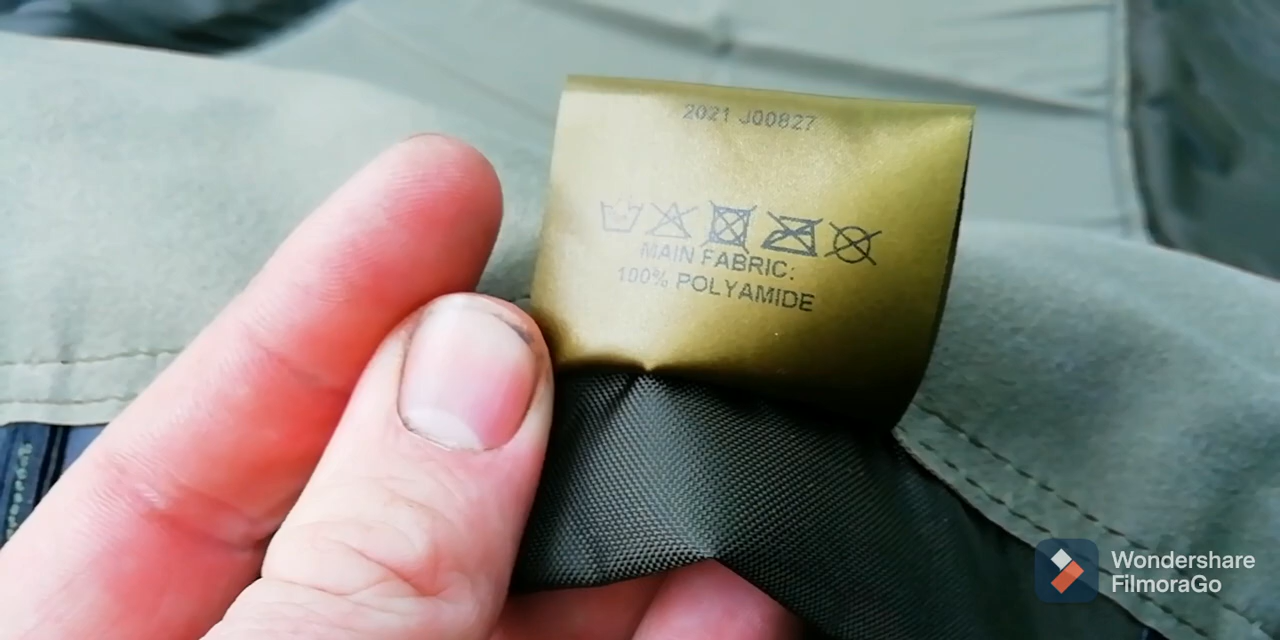 2021 J00827
MAIN FABRIC:
100% POLYAMIDE
Wondershare
FilmoraGo